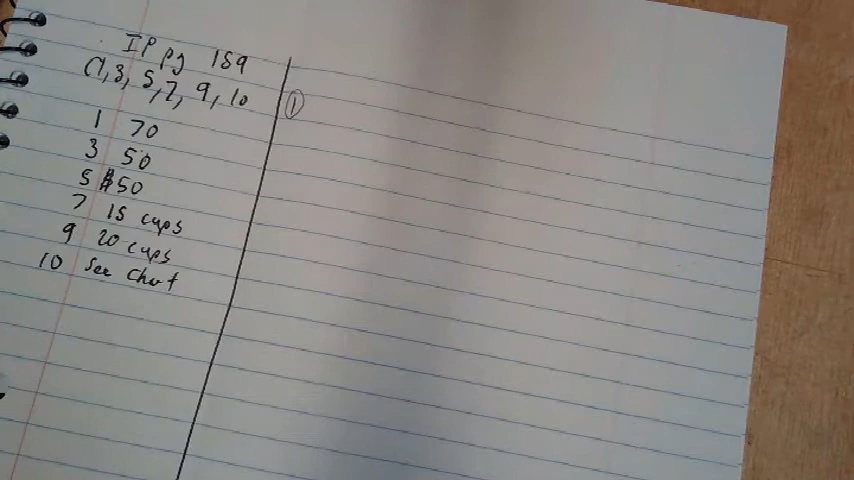 IP pg 189
(1, 3, 5, 7, 9, 10
1 70
3 50
5 $50
7 15 cups
9 20 cups
10 See Chart
①